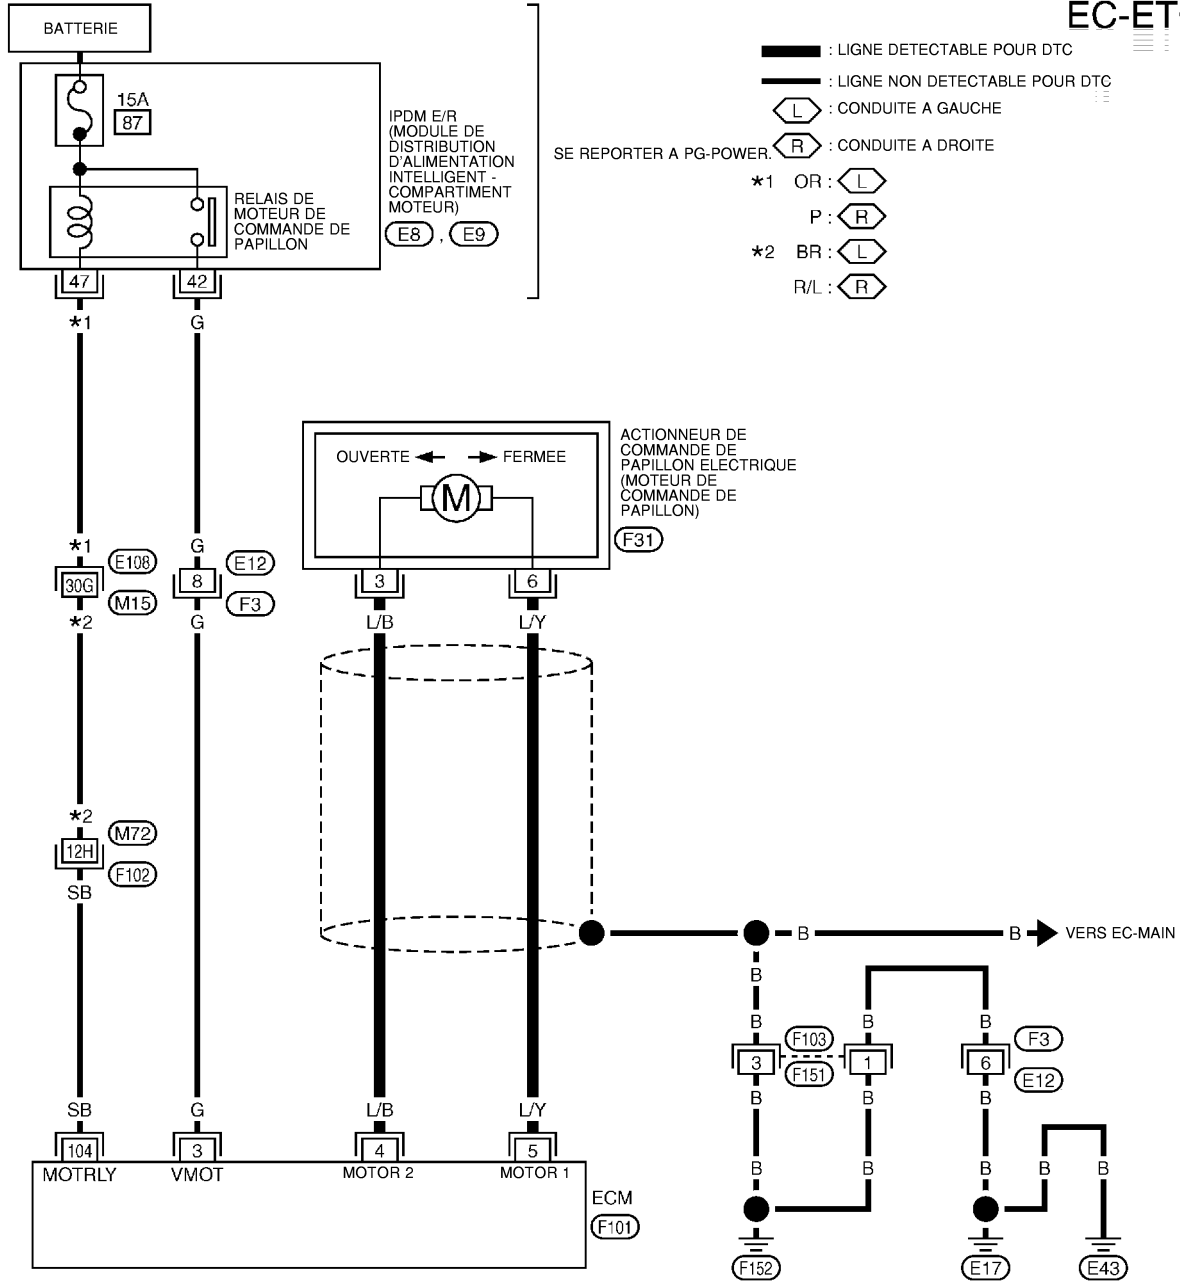 EC-ET
BATTERIE
: LIGNE DETECTABLE POUR DTC
: LIGNE NON DETECTABLE POUR DTC
L : CONDUITE A GAUCHE
R : CONDUITE A DROITE
SE REPORTER A PG-POWER.
*1 OR : L
P : R
*2 BR : L
R/L : R
15A
87
IPDM E/R
(MODULE DE
DISTRIBUTION
D'ALIMENTATION
INTELLIGENT -
COMPARTIMENT
MOTEUR)
E8 , E9
RELAIS DE
MOTEUR DE
COMMANDE DE
PAPILLON
47 42
*1 G
ACTIONNEUR DE
COMMANDE DE
PAPILLON ELECTRIQUE
(MOTEUR DE
COMMANDE DE
PAPILLON)
F31
OUVERTE FERMEE
M
*1 G
E108 E12
30G 8 3 6
M15 F3
*2 G L/B L/Y
*2
M72
12H
F102
SB
B B VERS EC-MAIN
B
B B B
F103 F3
3 1 6
F151 E12
B B B
SB G L/B L/Y
104 3 4 5
MOTRLY VMOT MOTOR 2 MOTOR 1
B B B B B
ECM
F101
F152 E17 E43